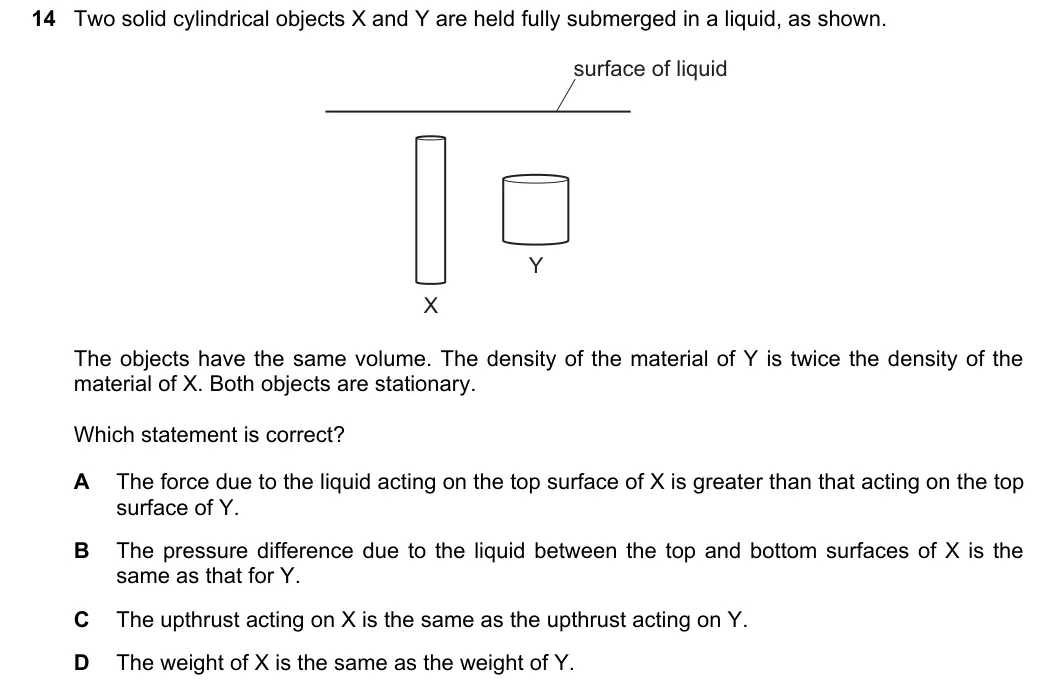 14 Two solid cylindrical objects X and Y are held fully submerged in a liquid, as shown.
surface of liquid
Y
X
The objects have the same volume. The density of the material of Y is twice the density of the
material of X. Both objects are stationary.
Which statement is correct?
A The force due to the liquid acting on the top surface of X is greater than that acting on the top
surface of Y.
B The pressure difference due to the liquid between the top and bottom surfaces of X is the
same as that for Y.
C The upthrust acting on X is the same as the upthrust acting on Y.
D The weight of X is the same as the weight of Y.